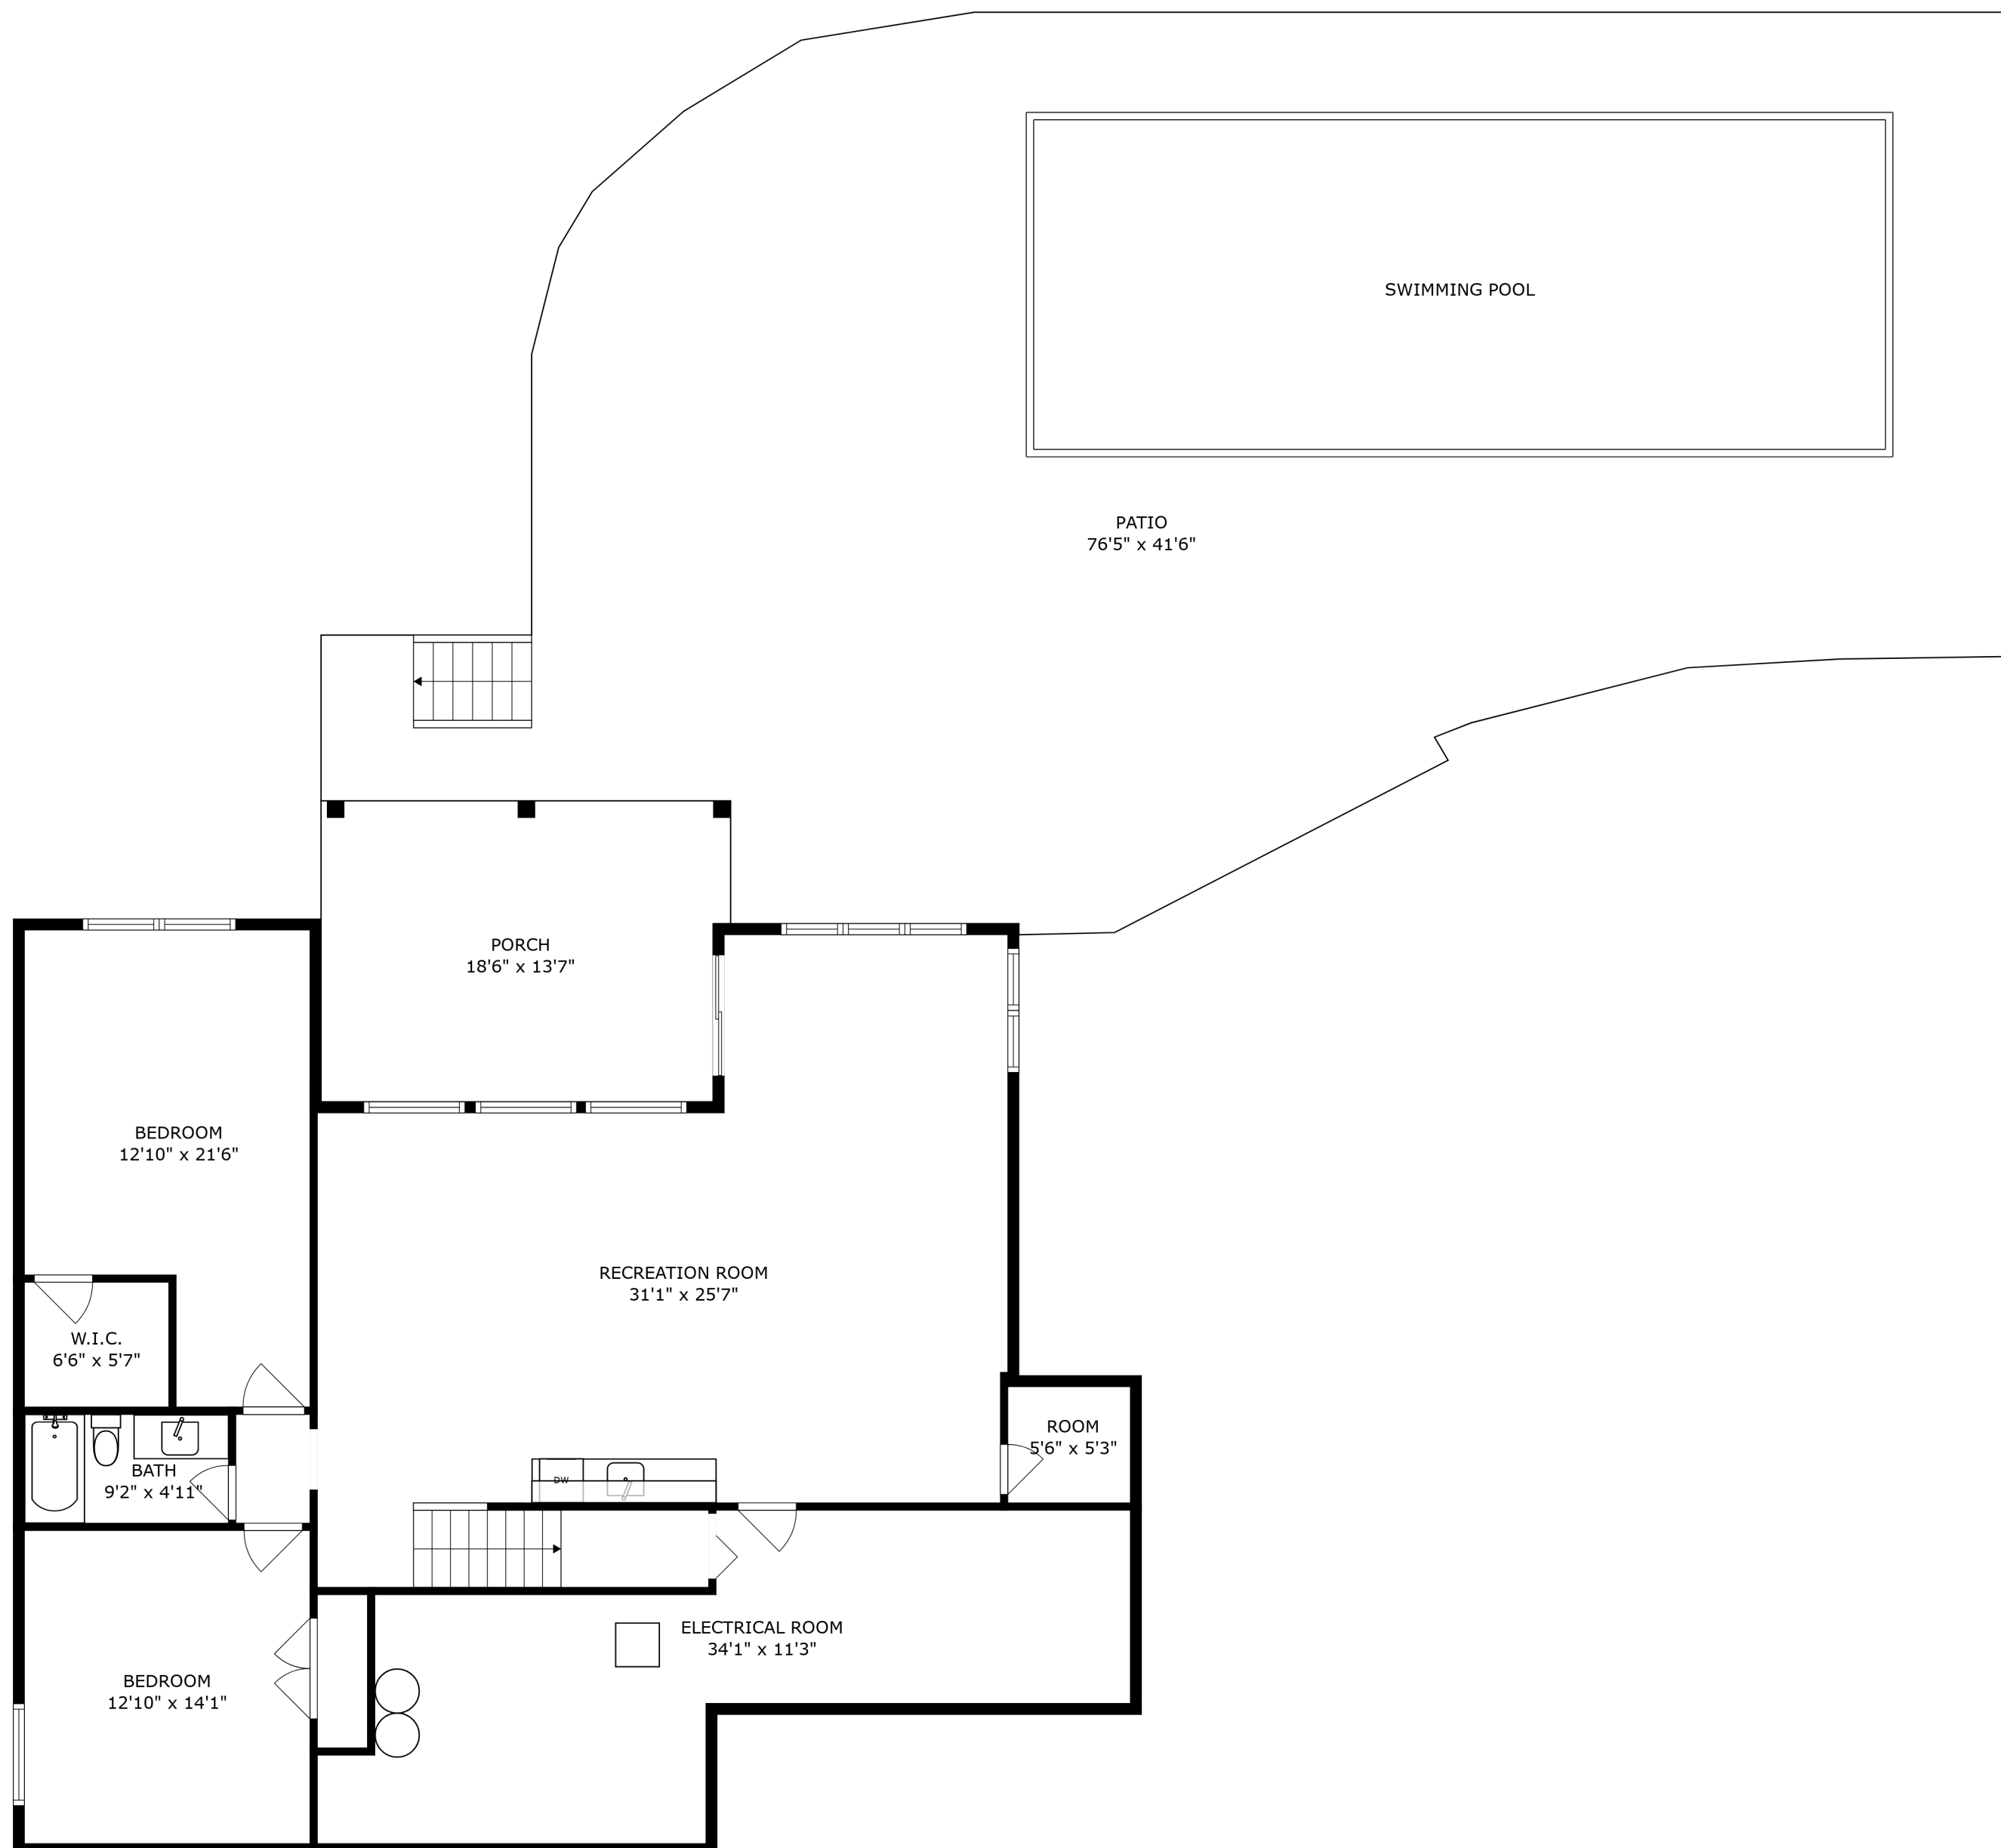 SWIMMING POOL
PATIO
76'5" x 41'6"
PORCH
18'6" x 13'7"
BEDROOM
12'10" x 21'6"
RECREATION ROOM
31'1" x 25'7"
W.I.C.
6'6" x 5'7"
ROOM
5'6" x 5'3"
BATH
9'2" x 4'11"
DW
ELECTRICAL ROOM
34'1" x 11'3"
BEDROOM
12'10" x 14'1"